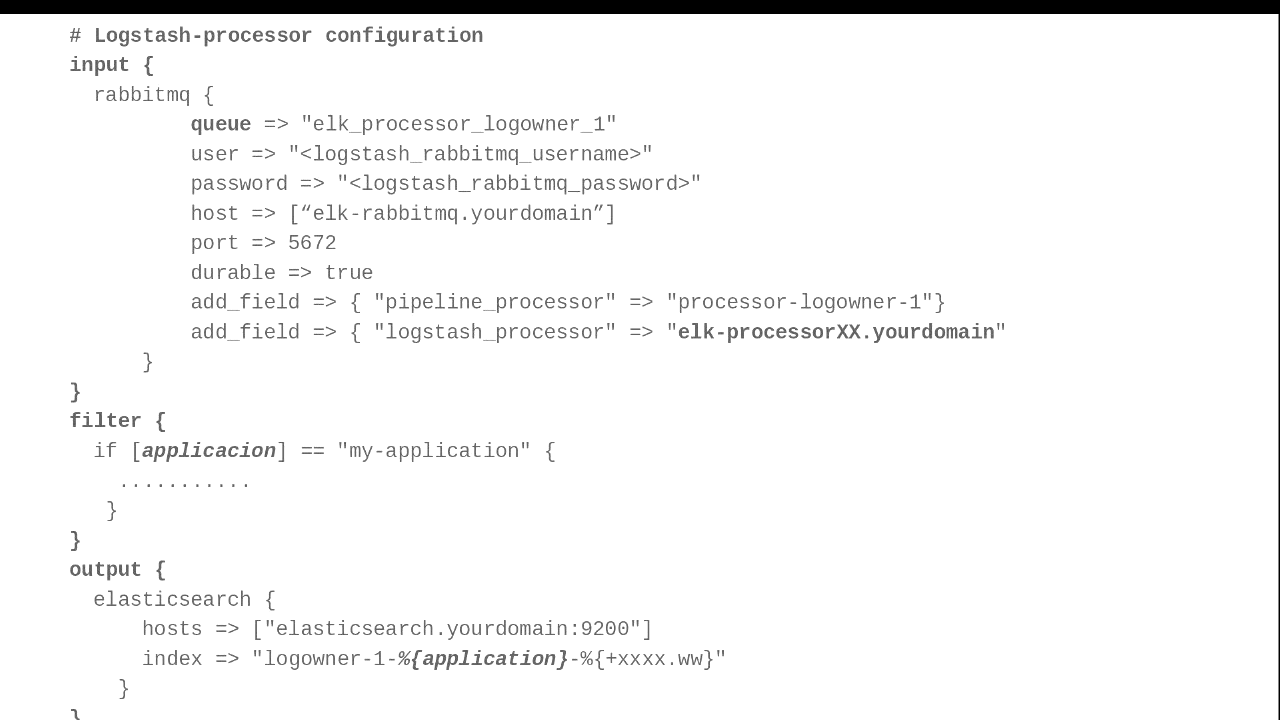 # Logstash-processor configuration
input {
rabbitmq {
queue => "elk_processor_logowner_1"
user => "<logstash_rabbitmq_username>"
password => "<logstash_rabbitmq_password>"
host => [“elk-rabbitmq.yourdomain”]
port => 5672
durable => true
add_field => { "pipeline_processor" => "processor-logowner-1"}
add_field => { "logstash_processor" => "elk-processorXX.yourdomain"
}
}
filter {
if [applicacion] == "my-application" {
...........
}
}
output {
elasticsearch {
hosts => ["elasticsearch.yourdomain:9200"]
index => "logowner-1-%{application}-%{+xxxx.ww}"
}
}